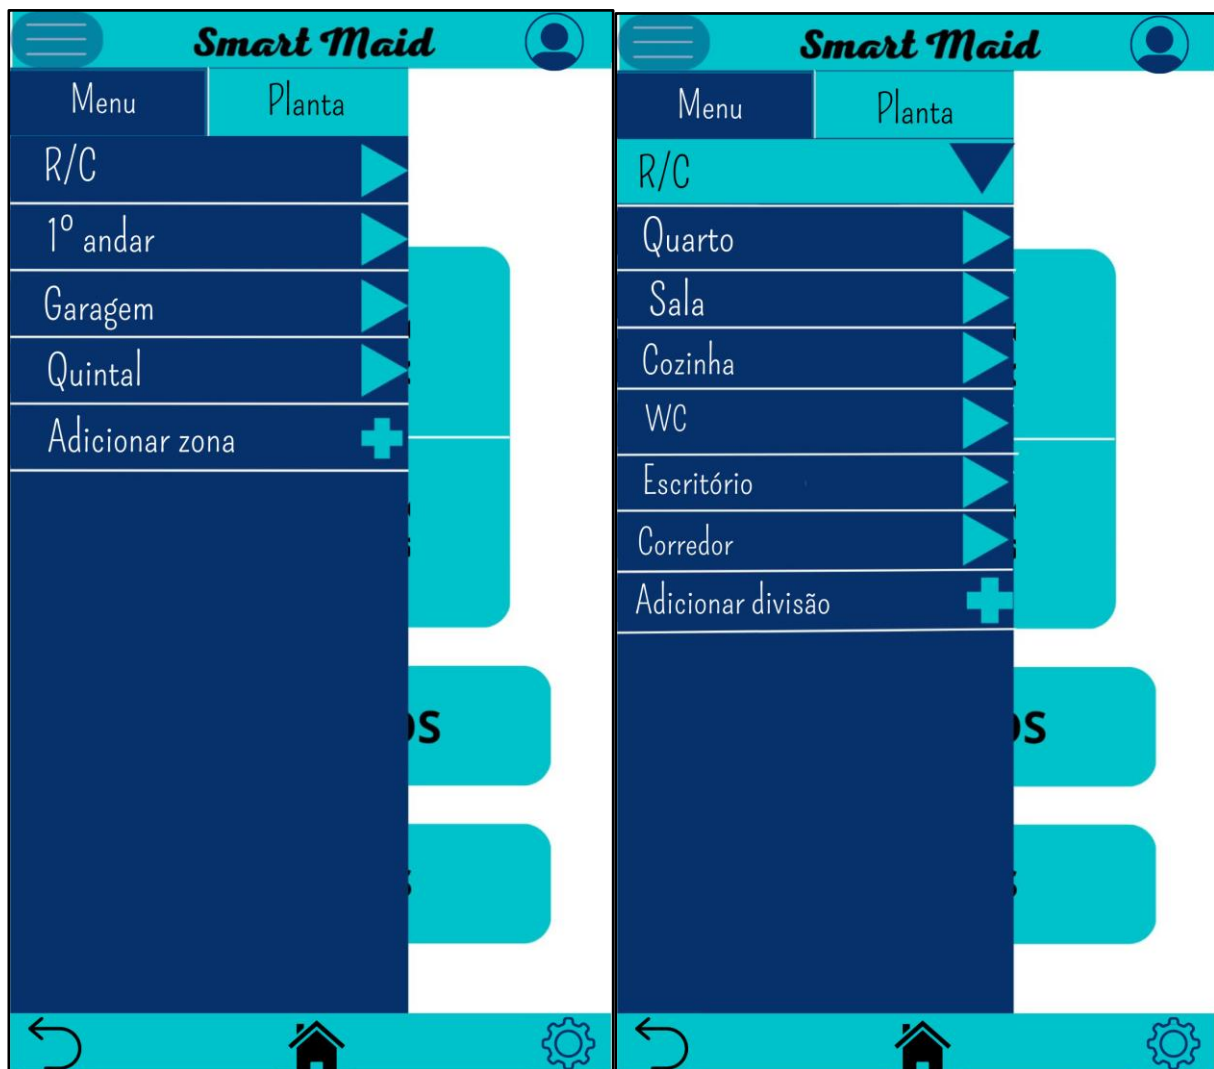 Smart Maid
Menu
Planta
R/C
1º andar
Garagem
Quintal
Adicionar zona
Smart Maid
Menu
Planta
R/C
Quarto
Sala
Cozinha
WC
Escritório
Corredor
Adicionar divisão